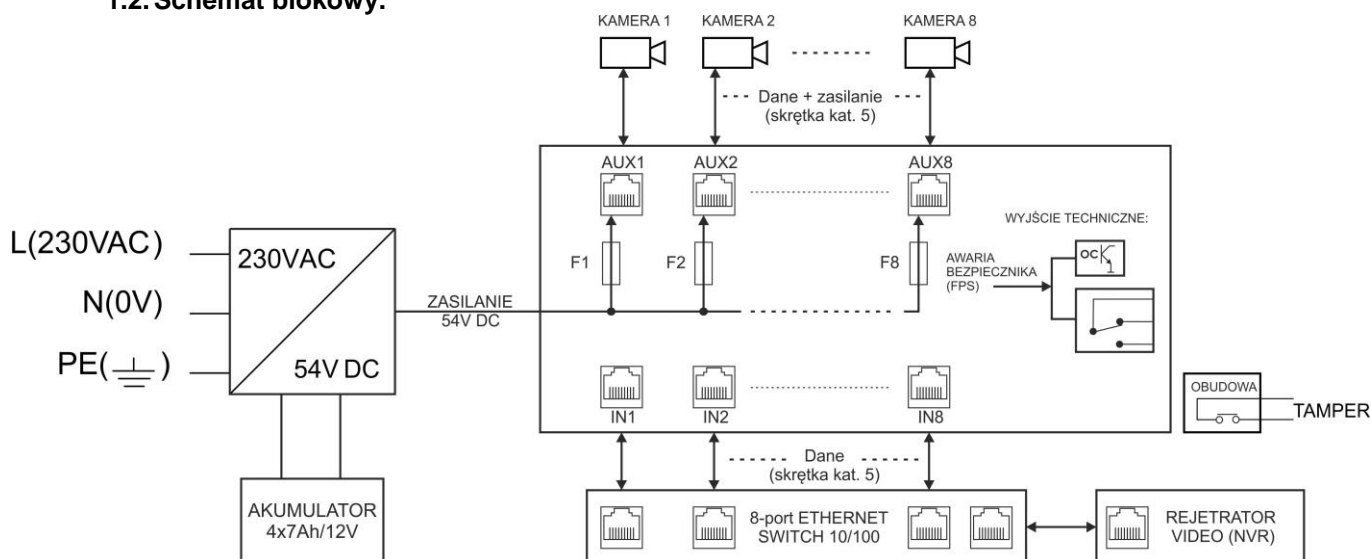 1.2. Schemat blokowy.
KAMERA 1
KAMERA 2
KAMERA 8
Dane + zasilanie
(skrętka kat. 5)
AUX1
AUX2
AUX8
WYJŚCIE TECHNICZNE:
L(230VAC)
230VAC
F1
F2
F8
AWARIA
BEZPIECZNIKA
(FPS)
OC
N(0V)
ZASILANIE
54V DC
PE( )
54V DC
OBUDOWA
TAMPER
IN1
IN2
IN8
Dane
(skrętka kat. 5)
AKUMULATOR
4x7Ah/12V
8-port ETHERNET
SWITCH 10/100
REJETRATOR
VIDEO (NVR)